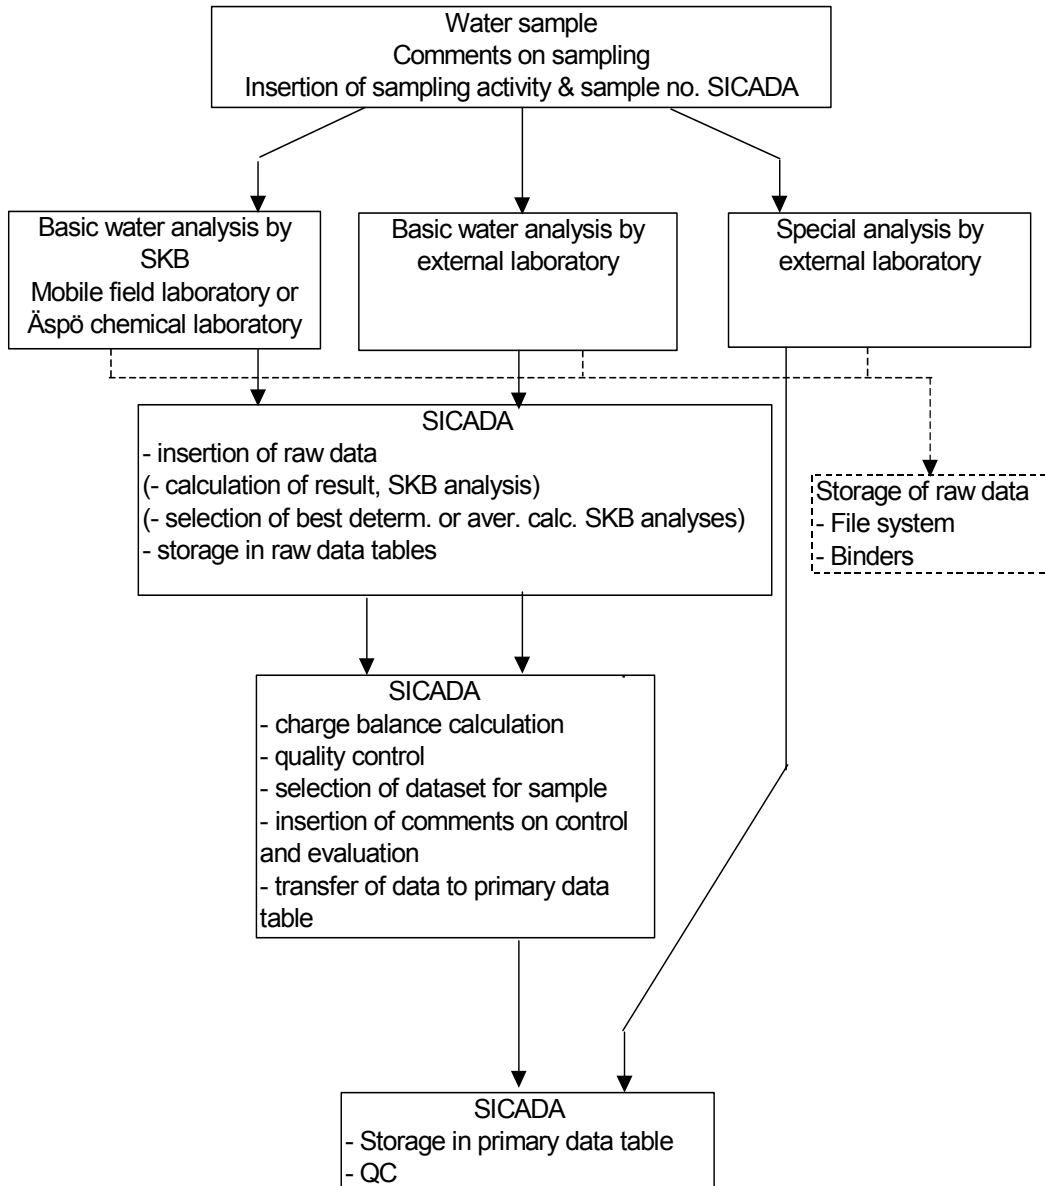 Water sample
Comments on sampling
Insertion of sampling activity & sample no. SICADA
Basic water analysis by
SKB
Mobile field laboratory or
Äspö chemical laboratory
Basic water analysis by
external laboratory
Special analysis by
external laboratory
SICADA
- insertion of raw data
(- calculation of result, SKB analysis)
(- selection of best determ. or aver. calc. SKB analyses)
- storage in raw data tables
Storage of raw data
- File system
- Binders
SICADA
- charge balance calculation
- quality control
- selection of dataset for sample
- insertion of comments on control
and evaluation
- transfer of data to primary data
table
SICADA
- Storage in primary data table
- QC